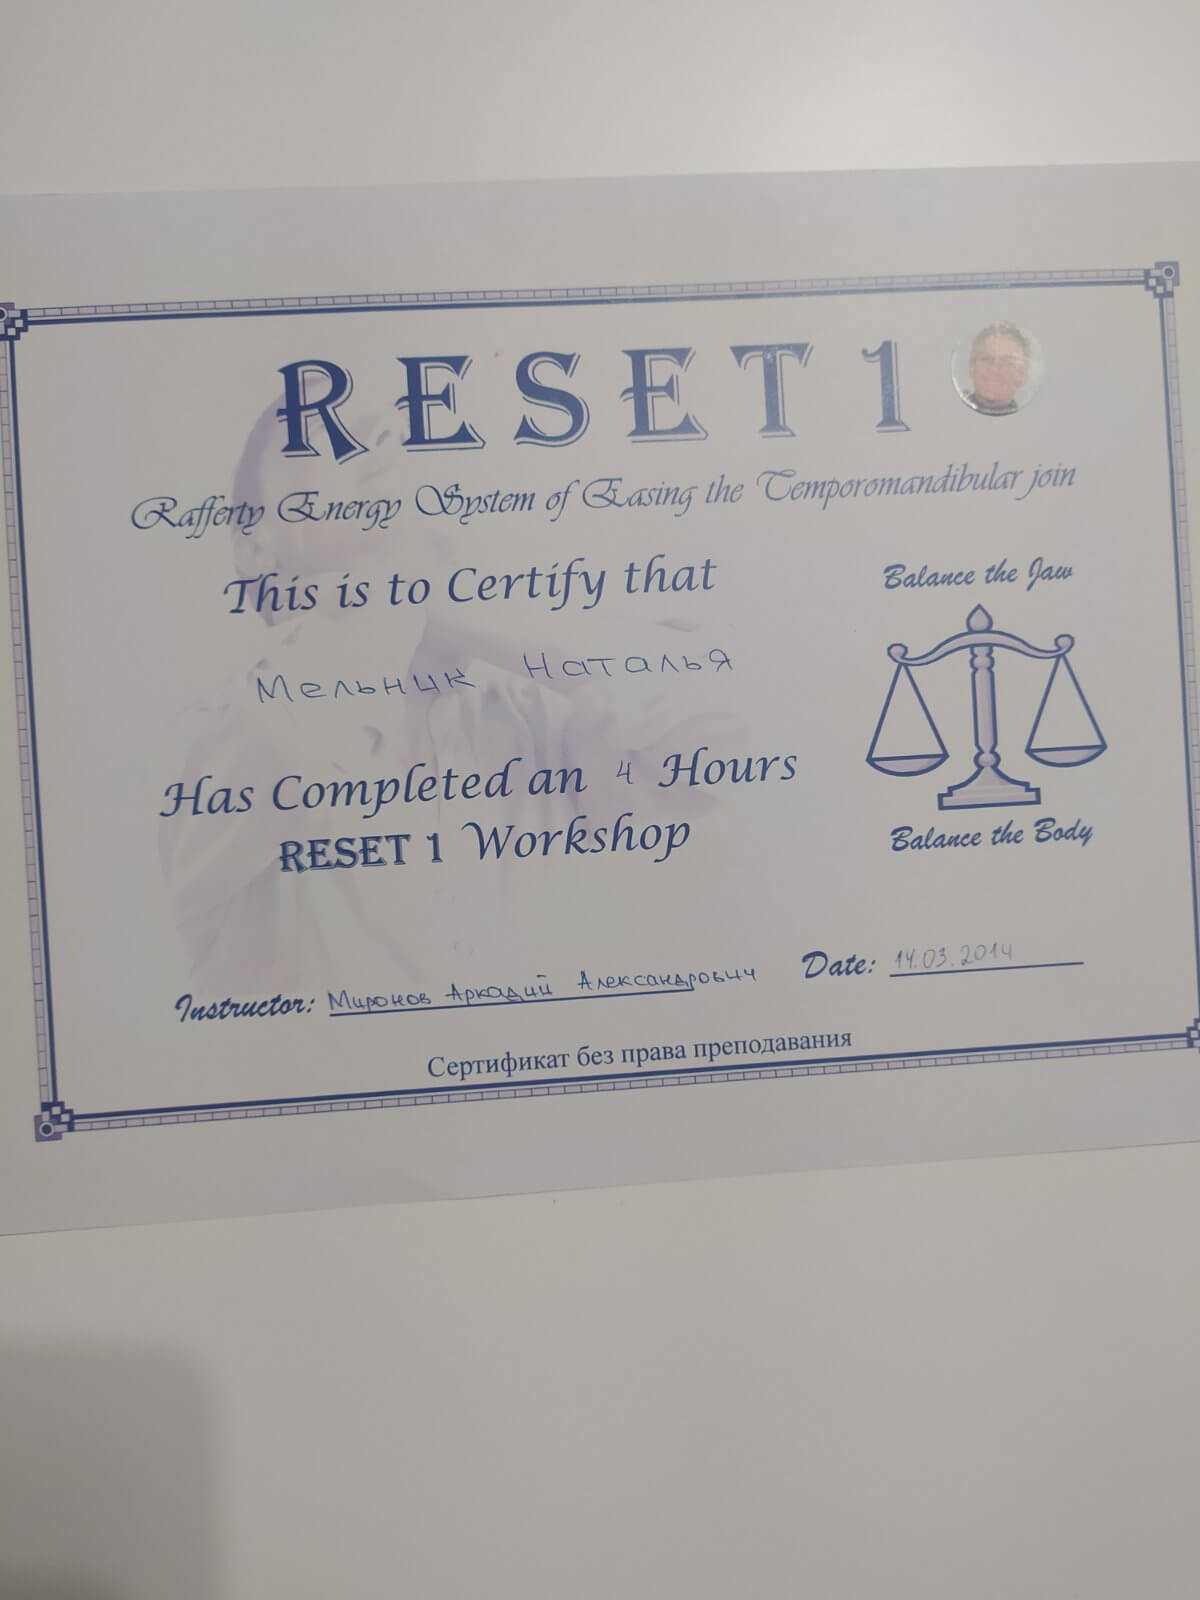 RESET 1
Rafferty Energy System of Easing the Temporomandibular join
This is to Certify that
Balance the Jaw
Мельник Наталья
Has Completed an 4 Hours
RESET 1 Workshop
Balance the Body
Instructor: Миронов Аркадий Александрович Date: 14.03.2014
Сертификат без права преподавания